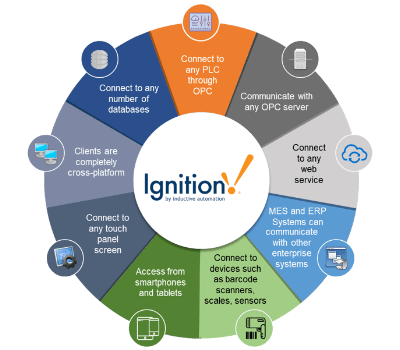 Connect to
any PLC
through
OPC
Communicate with
any OPC server
Connect
to any
web
service
MES and ERP
Systems can
communicate
with other
enterprise
systems
Connect to
devices such
as barcode
scanners,
scales, sensors
Access from
smartphones
and tablets
Connect to
any touch
panel
screen
Clients are
completely
cross-platform
Connect to any
number of
databases
Ignition!
by inductive automation